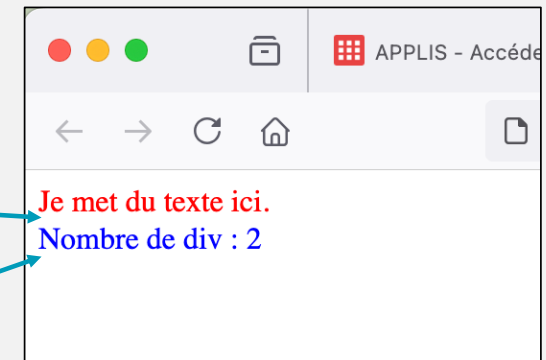 APPLIS - Accéde
Je met du texte ici.
Nombre de div : 2